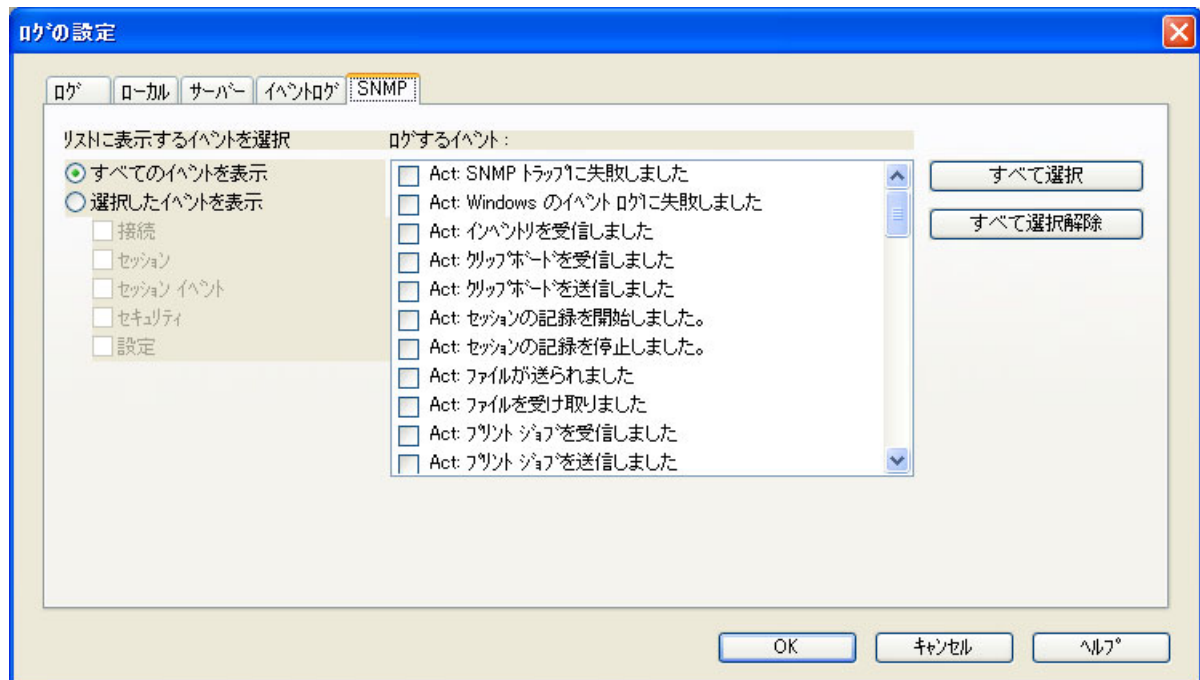 ログの設定
ログ
ローカル
サーバー
イベントログ
SNMP
リストに表示するイベントを選択
すべてのイベントを表示
選択したイベントを表示
接続
セッション
セッション イベント
セキュリティ
設定
ログするイベント :
Act: SNMP トラップに失敗しました
Act: Windows のイベント ログに失敗しました
Act: インベントリを受信しました
Act: クリップボードを受信しました
Act: クリップボードを送信しました
Act: セッションの記録を開始しました。
Act: セッションの記録を停止しました。
Act: ファイルが送られました
Act: ファイルを受け取りました
Act: プリント ジョブを受信しました
Act: プリント ジョブを送信しました
すべて選択
すべて選択解除
OK
キャンセル
ヘルプ